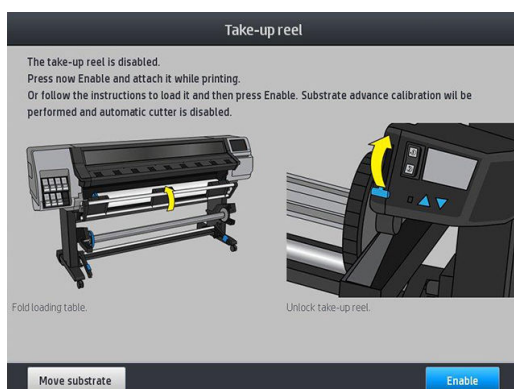 Take-up reel
The take-up reel is disabled.
Press now Enable and attach it while printing.
Or follow the instructions to load it and then press Enable. Substrate advance calibration wil be
performed and automatic cutter is disabled.
Fold loading table.
Unlock take-up reel.
Move substrate
Enable